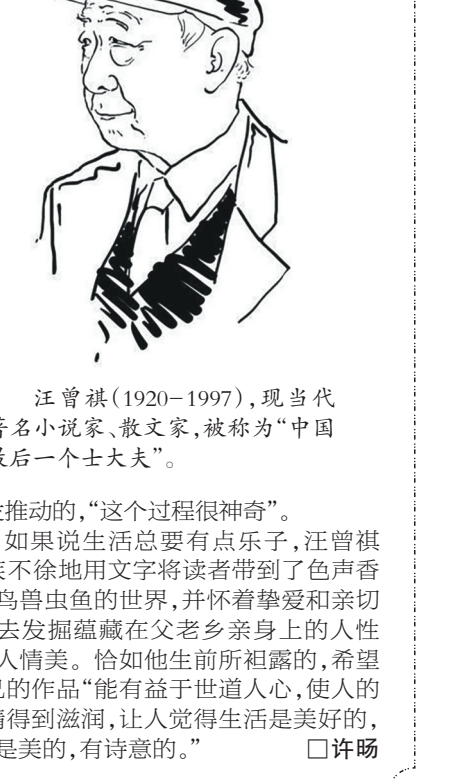 汪曾祺(1920-1997),现当代
著名小说家、散文家,被称为“中国
最后一个士大夫”。
推动的,“这个过程很神奇”。
如果说生活总要有点乐子,汪曾祺
不徐地用文字将读者带到了色声香
鸟兽虫鱼的世界,并怀着挚爱和亲切
去发掘蕴藏在父老乡亲身上的人性
人情美。恰如他生前所袒露的,希望
的作品“能有益于世道人心,使人的
得到滋润,让人觉得生活是美好的,
是美的,有诗意的。” □许旸